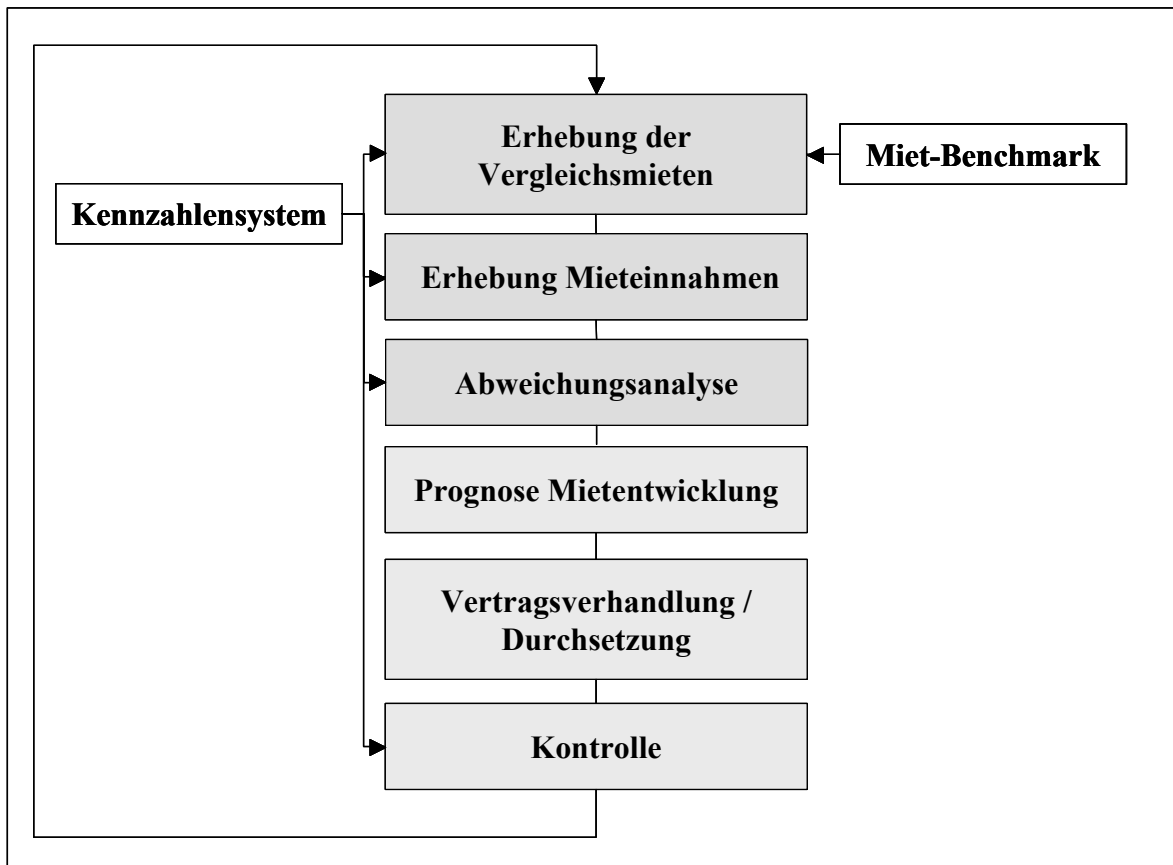 Erhebung der
Vergleichsmieten
Miet-Benchmark
Kennzahlensystem
Erhebung Mieteinnahmen
Abweichungsanalyse
Prognose Mietentwicklung
Vertragsverhandlung /
Durchsetzung
Kontrolle